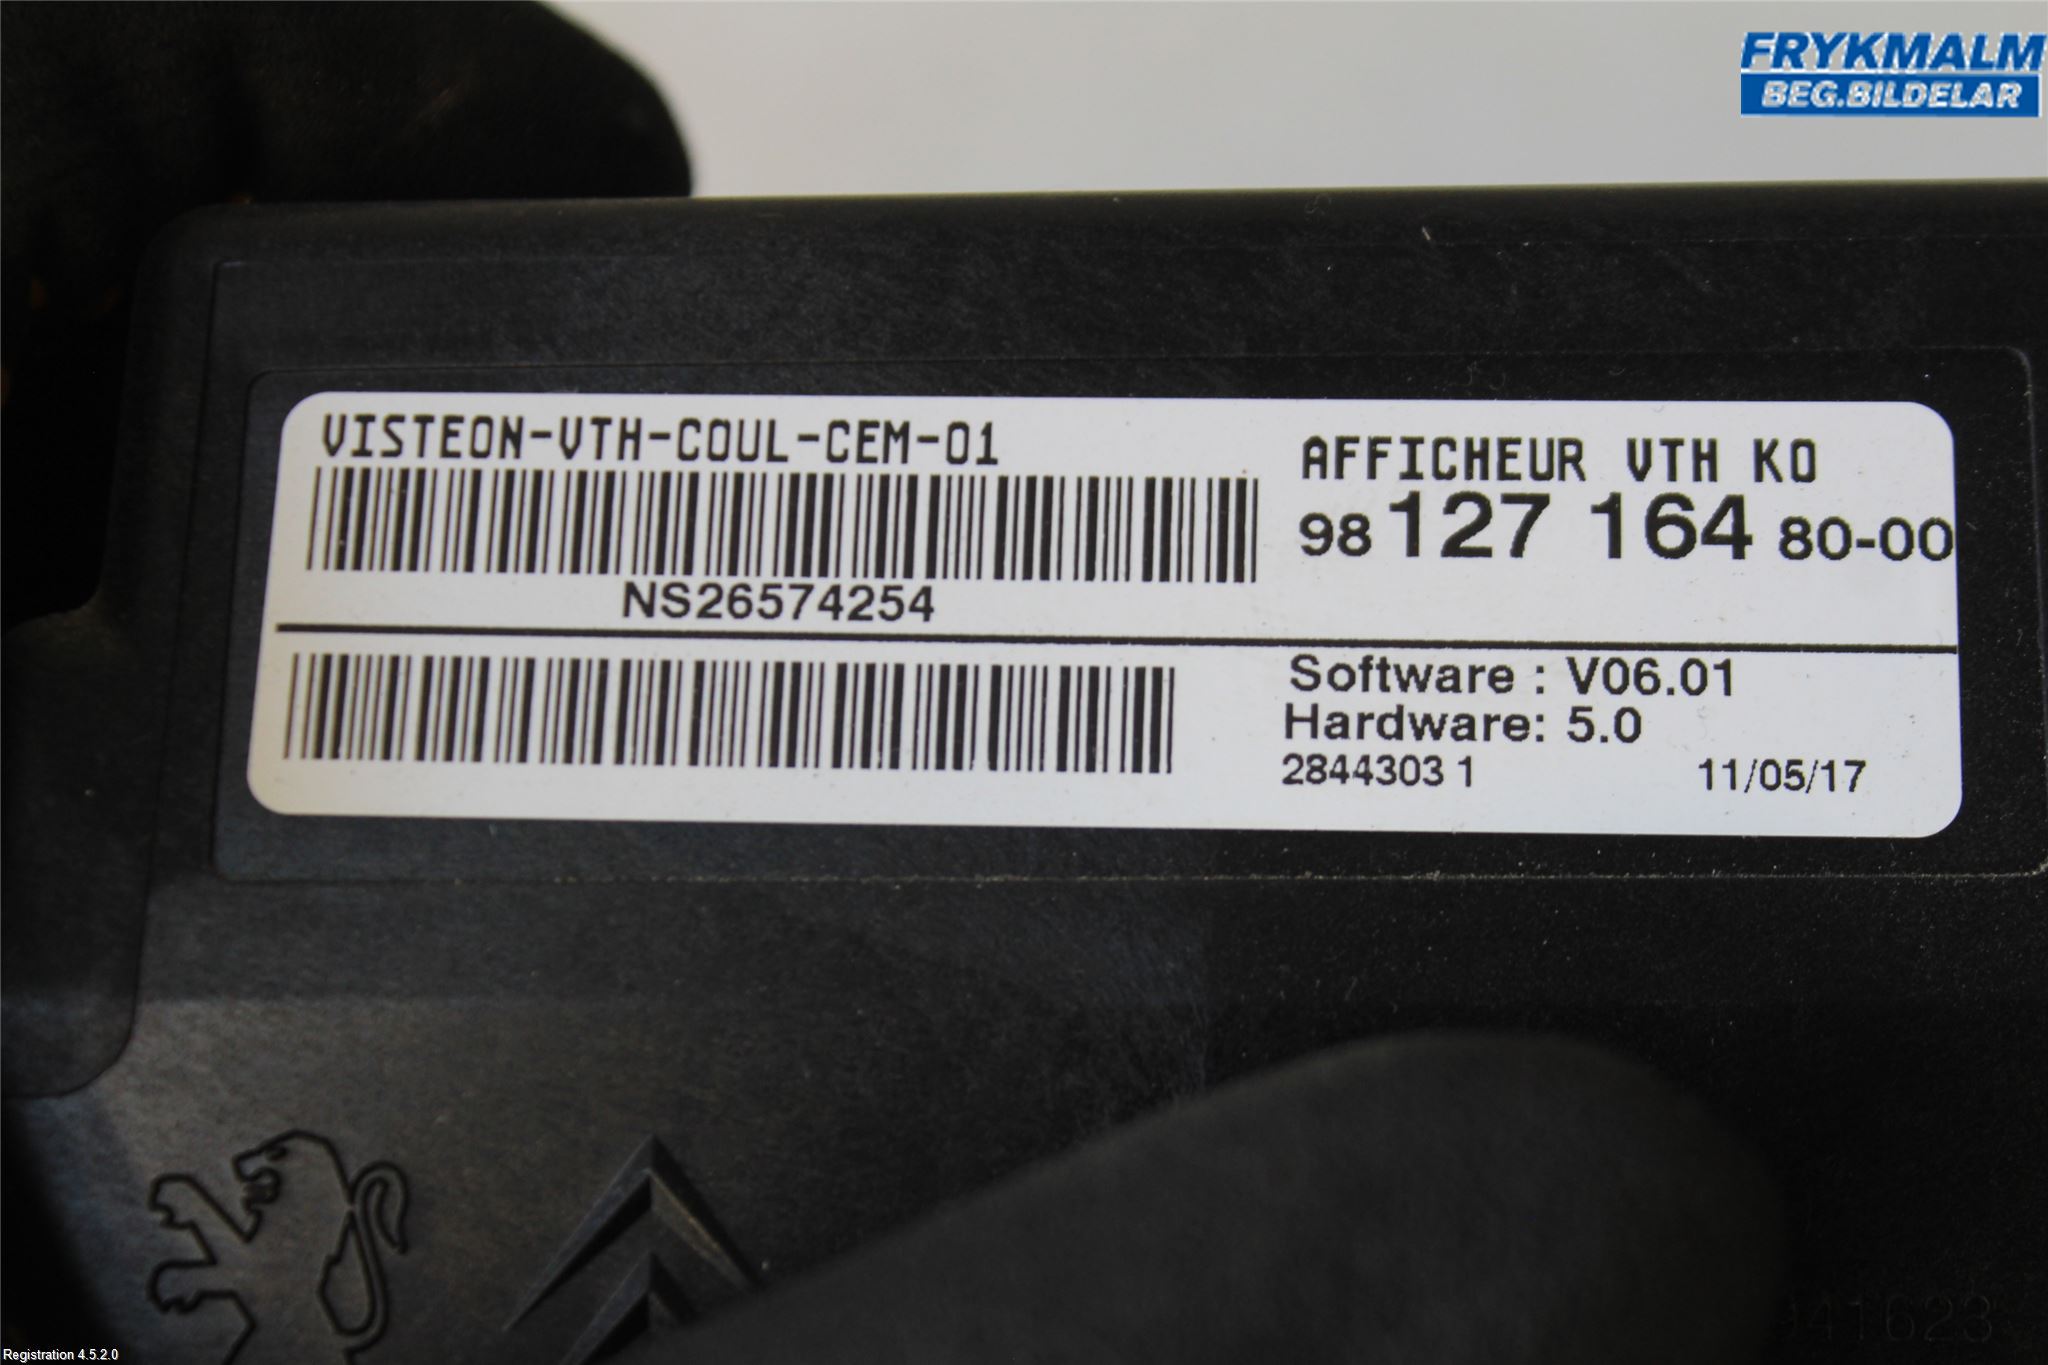 FRYKMALM
BEG.BILDELAR
VISTEON-VTH-COUL-CEM-01
NS26574254
AFFICHEUR VTH KO
98 127 164 80-00
Software : V06.01
Hardware: 5.0
2844303 1 11/05/17
Registration 4.5.2.0